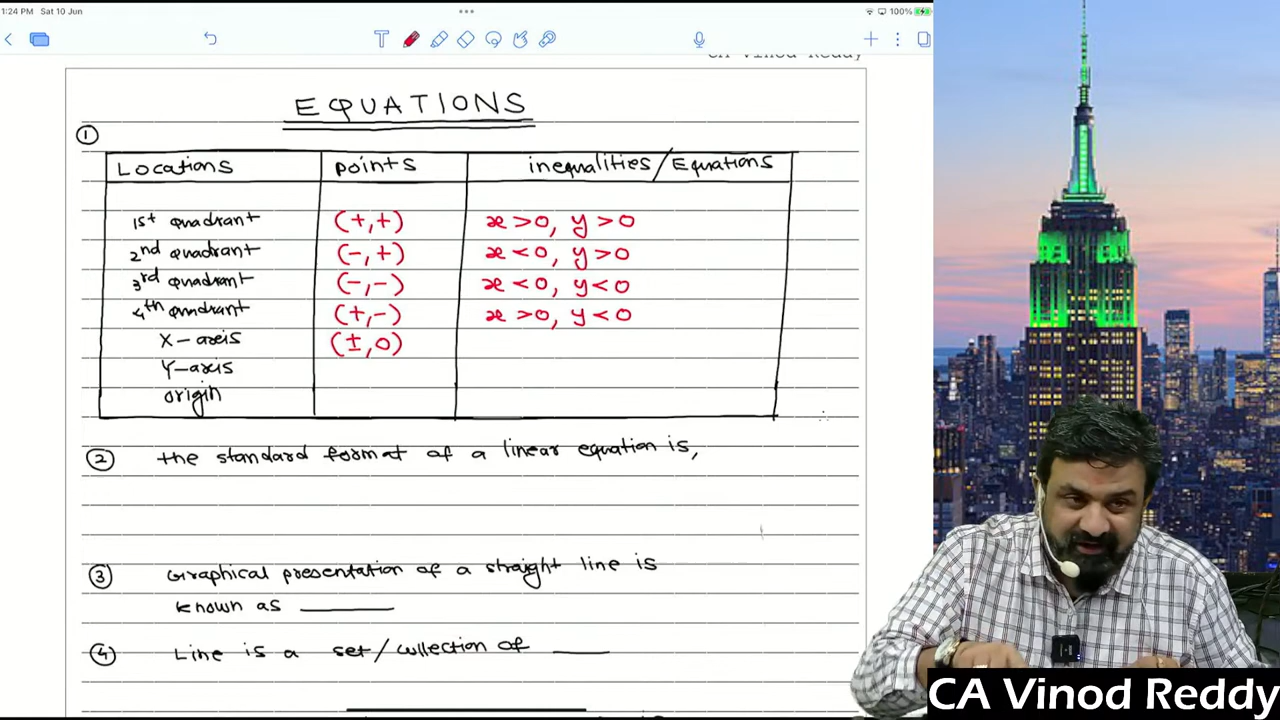 1:24 PM Sat 10 Jun
100%
CA Vinod Reddy
EQUATIONS
①
Locations points inequalities/Equations
1st quadrant (+,+) x>0, y>0
2nd quadrant (-,+) x<0, y>0
3rd quadrant (-,-) x<0, y<0
4th quadrant (+,-) x>0, y<0
X-axis (±,0)
Y-axis
origin
② the standard format of a linear equation is,
③ Graphical presentation of a straight line is
known as ______
④ Line is a set/collection of ____
CA Vinod Reddy